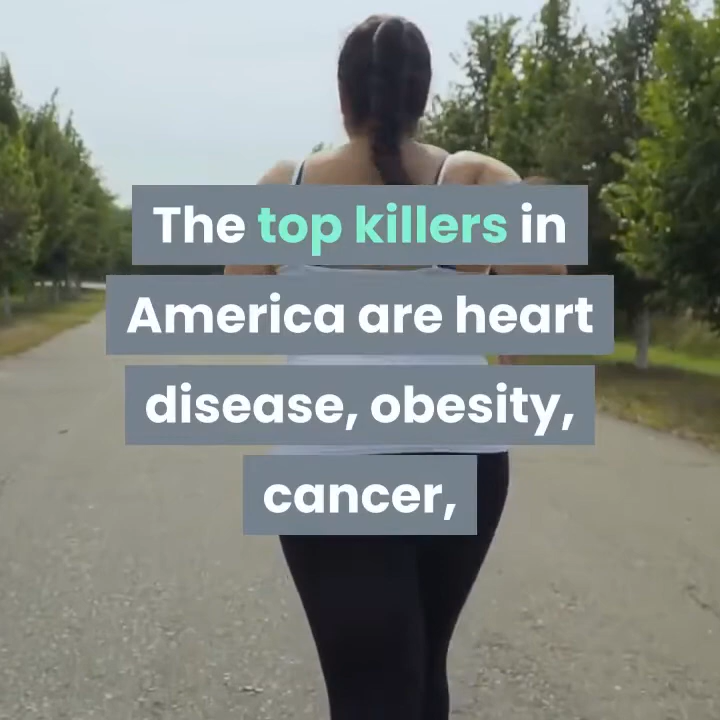 The top killers in
America are heart
disease, obesity,
cancer,